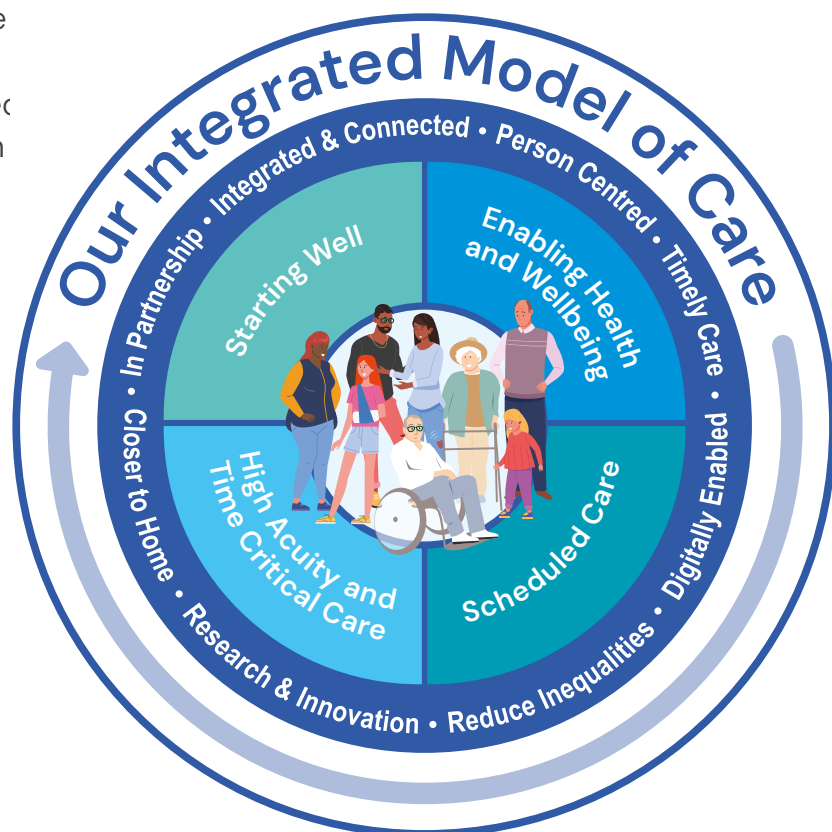 Our Integrated Model of Care
In Partnership • Integrated & Connected • Person Centred • Timely Care • Digitally Enabled • Reduce Inequalities • Research & Innovation • Closer to Home •
Starting Well
Enabling Health
and Wellbeing
High Acuity and
Time Critical Care
Scheduled Care